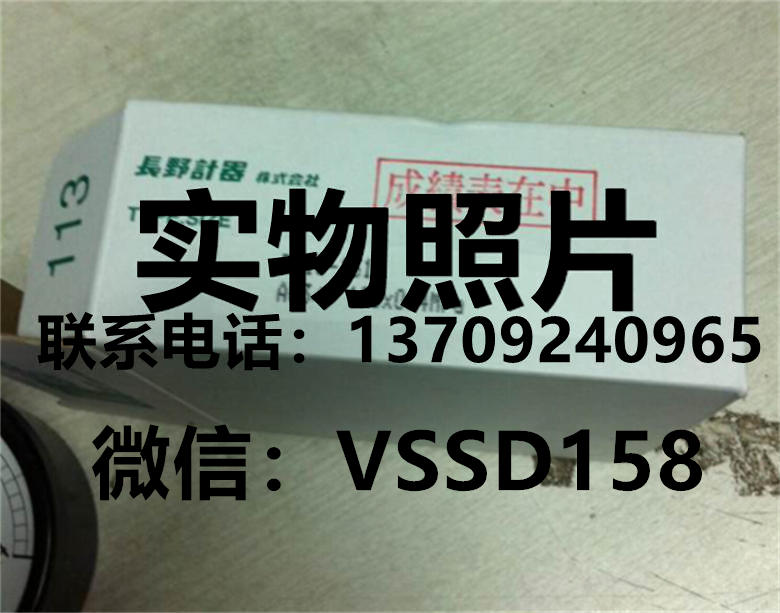 113
長野計器 株式会社
成績表在中
实物照片
联系电话：13709240965
微信：VSSD158